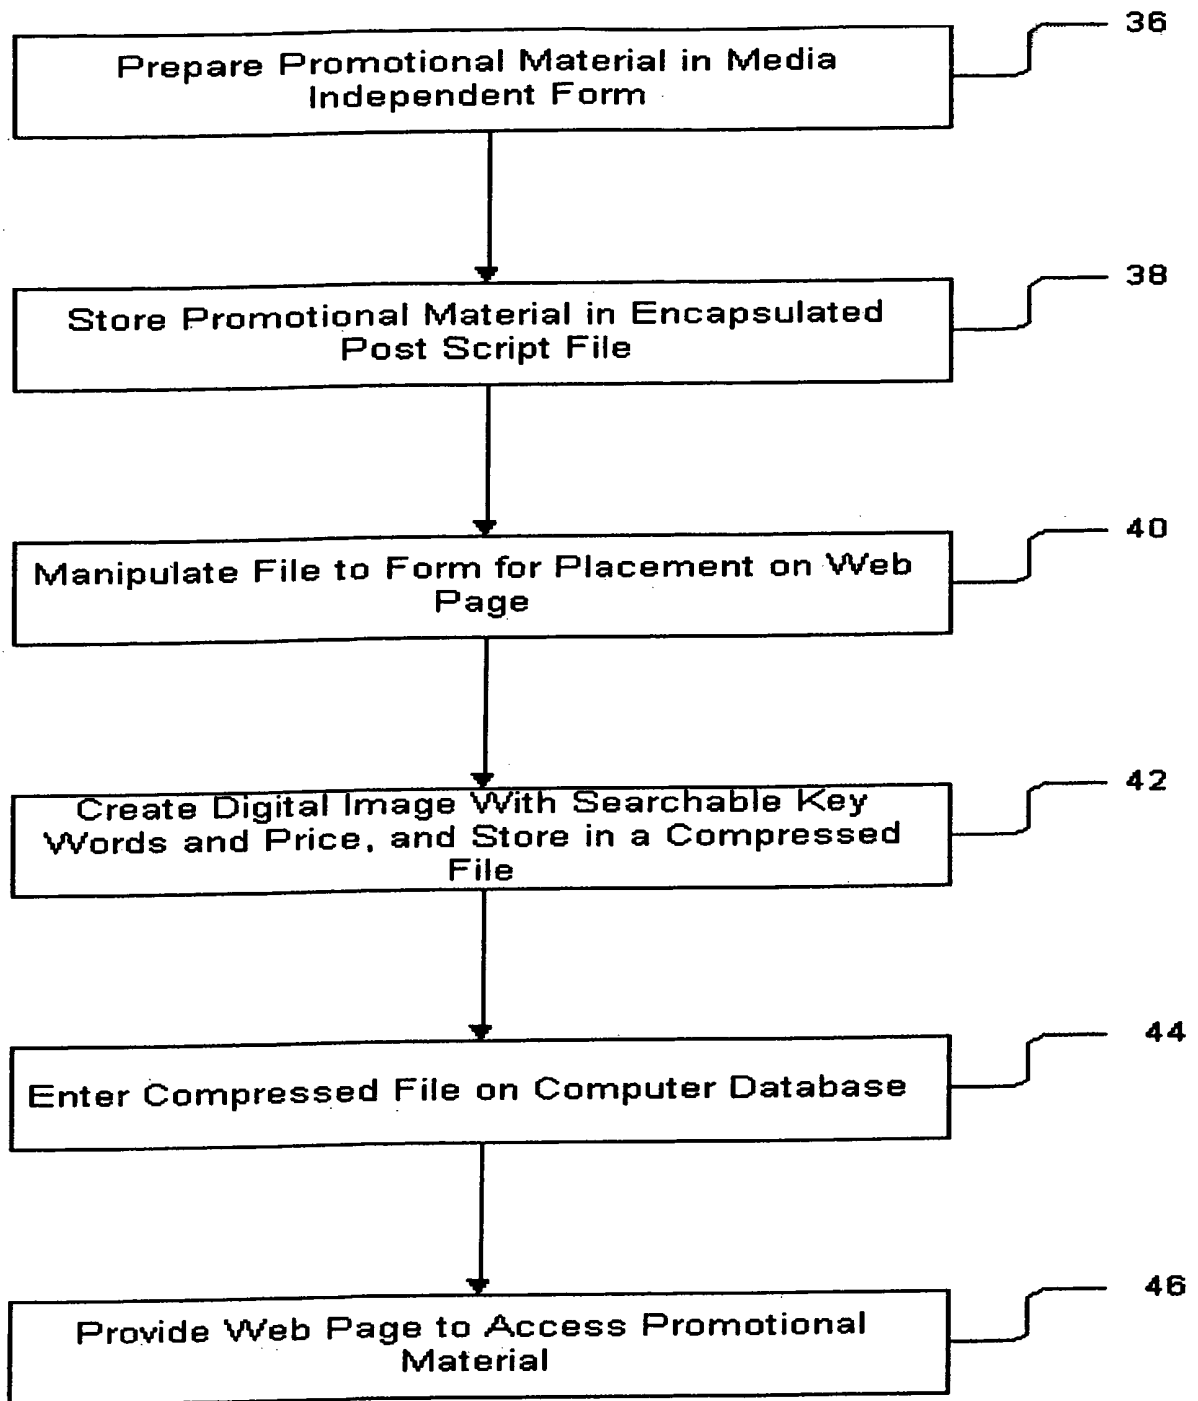 36
Prepare Promotional Material in Media
Independent Form
38
Store Promotional Material in Encapsulated
Post Script File
40
Manipulate File to Form for Placement on Web
Page
42
Create Digital Image With Searchable Key
Words and Price, and Store in a Compressed
File
44
Enter Compressed File on Computer Database
46
Provide Web Page to Access Promotional
Material